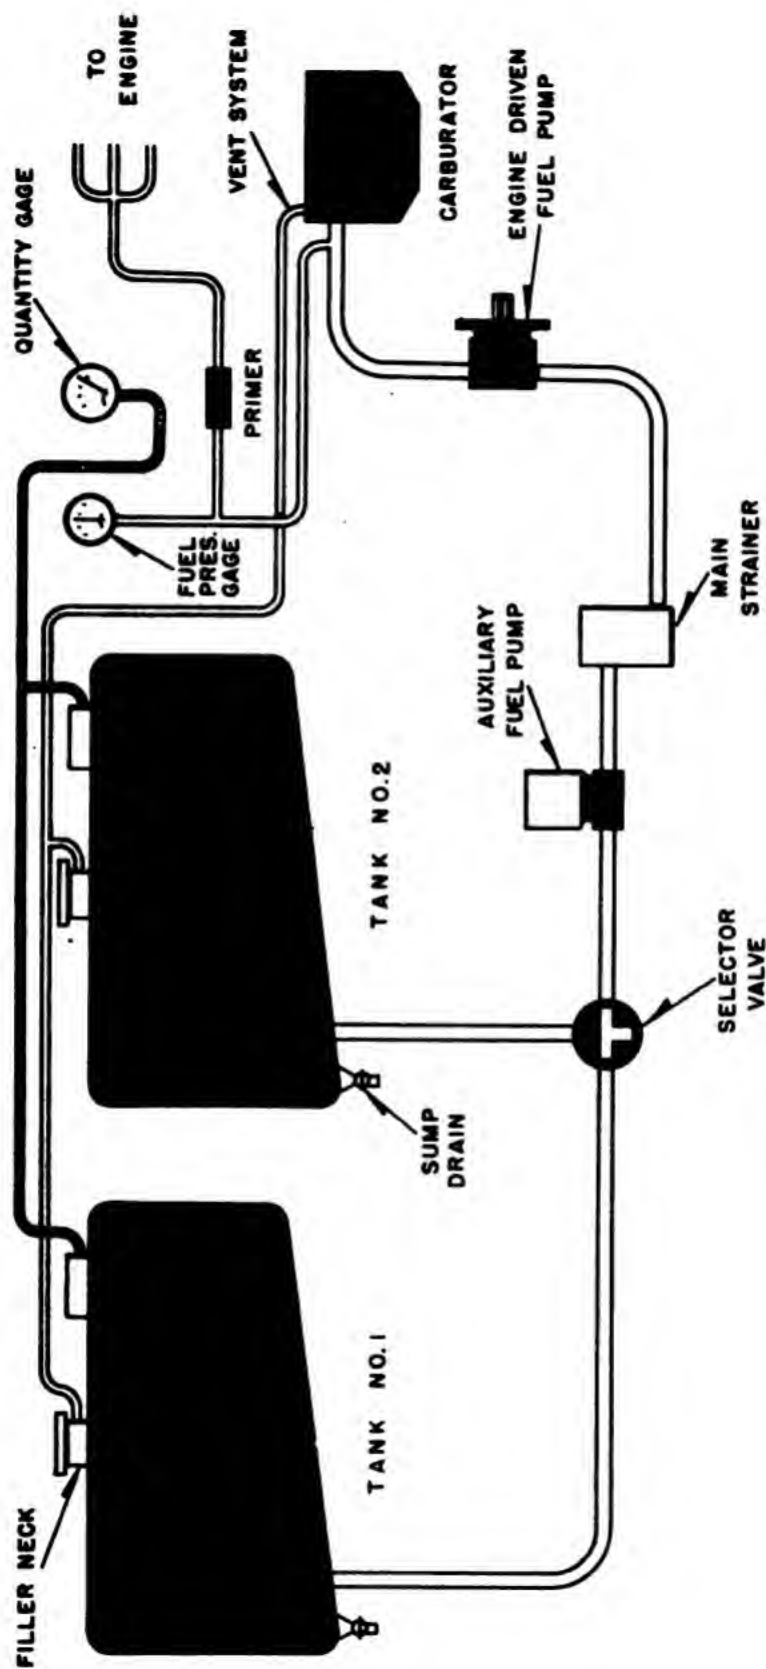 FILLER NECK
TANK NO.1
TANK NO.2
SUMP
DRAIN
SELECTOR
VALVE
AUXILIARY
FUEL PUMP
MAIN
STRAINER
FUEL
PRES.
GAGE
QUANTITY GAGE
PRIMER
TO
ENGINE
VENT SYSTEM
CARBURATOR
ENGINE DRIVEN
FUEL PUMP